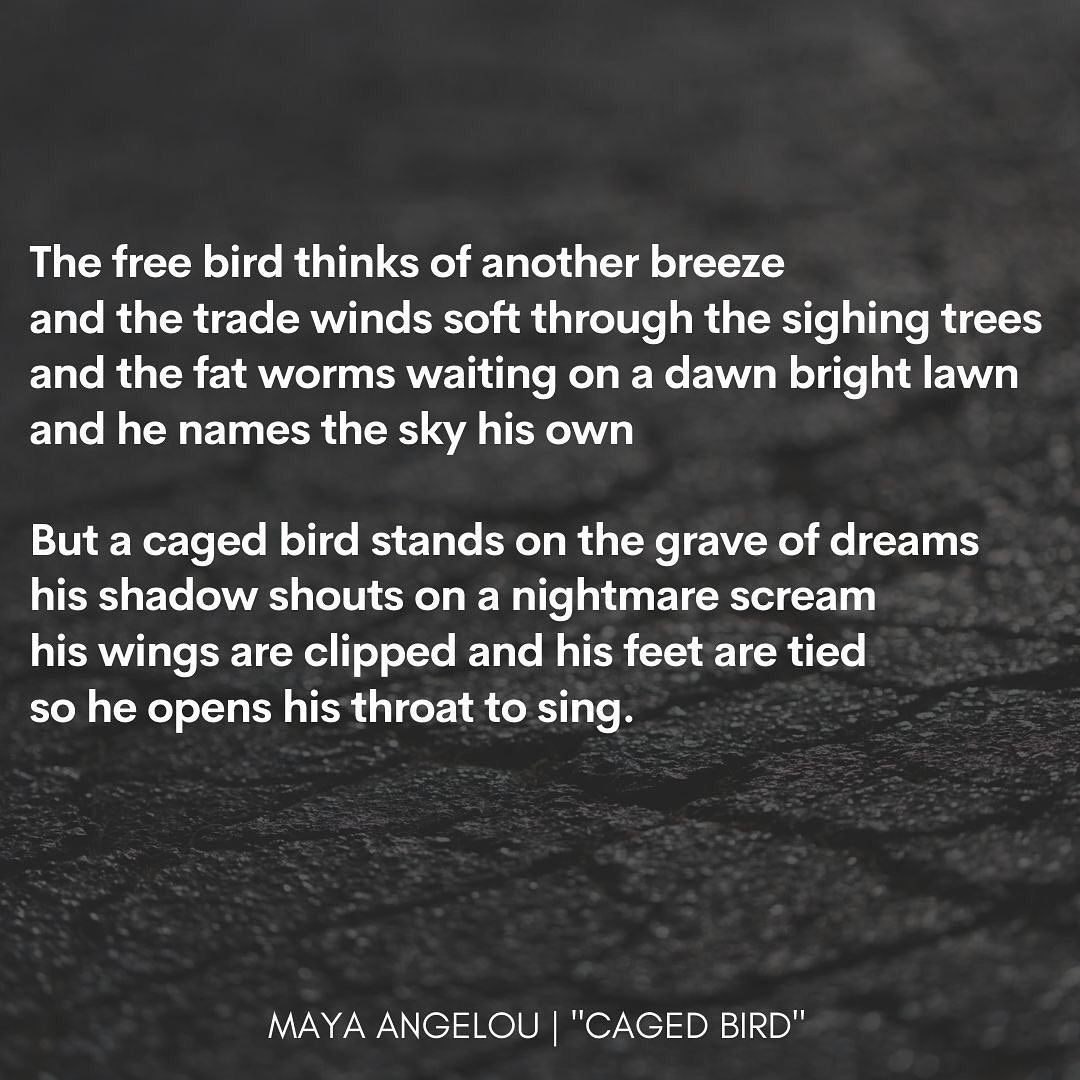 The free bird thinks of another breeze
and the trade winds soft through the sighing trees
and the fat worms waiting on a dawn bright lawn
and he names the sky his own
But a caged bird stands on the grave of dreams
his shadow shouts on a nightmare scream
his wings are clipped and his feet are tied
so he opens his throat to sing.
MAYA ANGELOU | "CAGED BIRD"